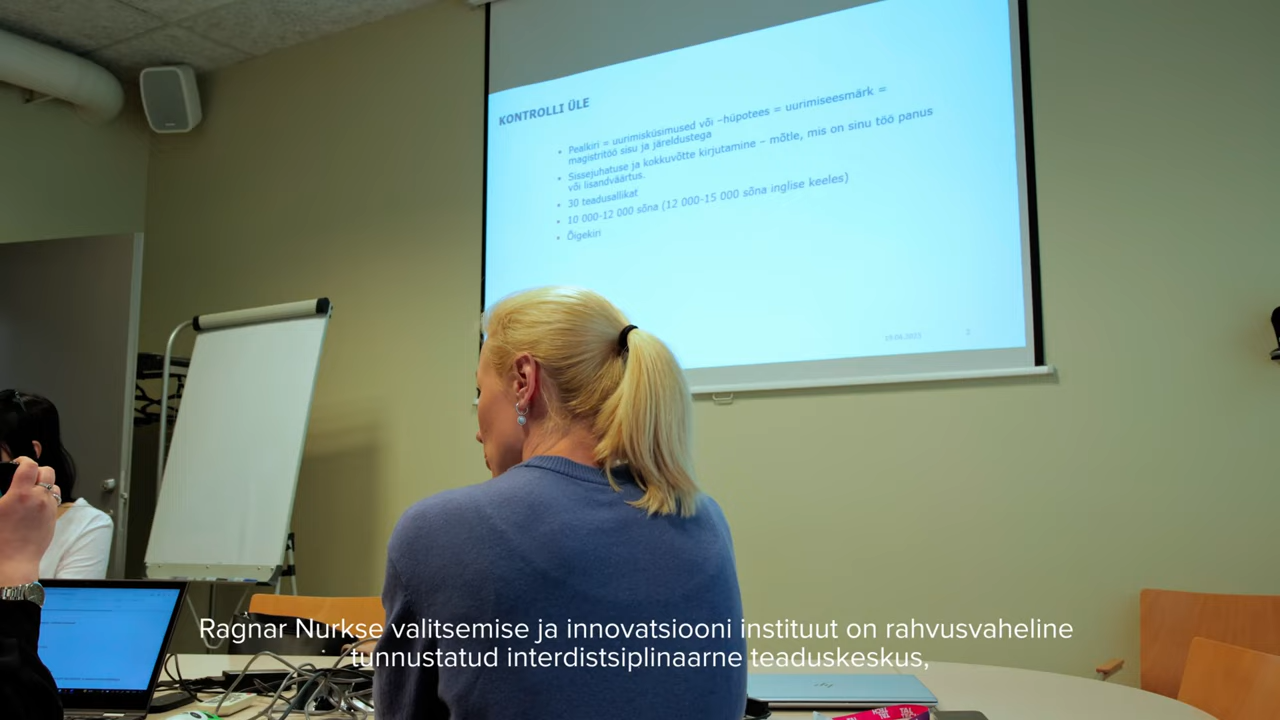 KONTROLLI ÜLE
• Pealkiri = uurimisküsimused või –hüpotees = uurimiseesmärk =
magistritöö sisu ja järeldustega
• Sissejuhatuse ja kokkuvõtte kirjutamine – mõtle, mis on sinu töö panus
või lisandväärtus.
• 30 teadusallikat
• 10 000-12 000 sõna (12 000-15 000 sõna inglise keeles)
• Õigekiri
2
Ragnar Nurkse valitsemise ja innovatsiooni instituut on rahvusvaheline
tunnustatud interdistsiplinaarne teaduskeskus,